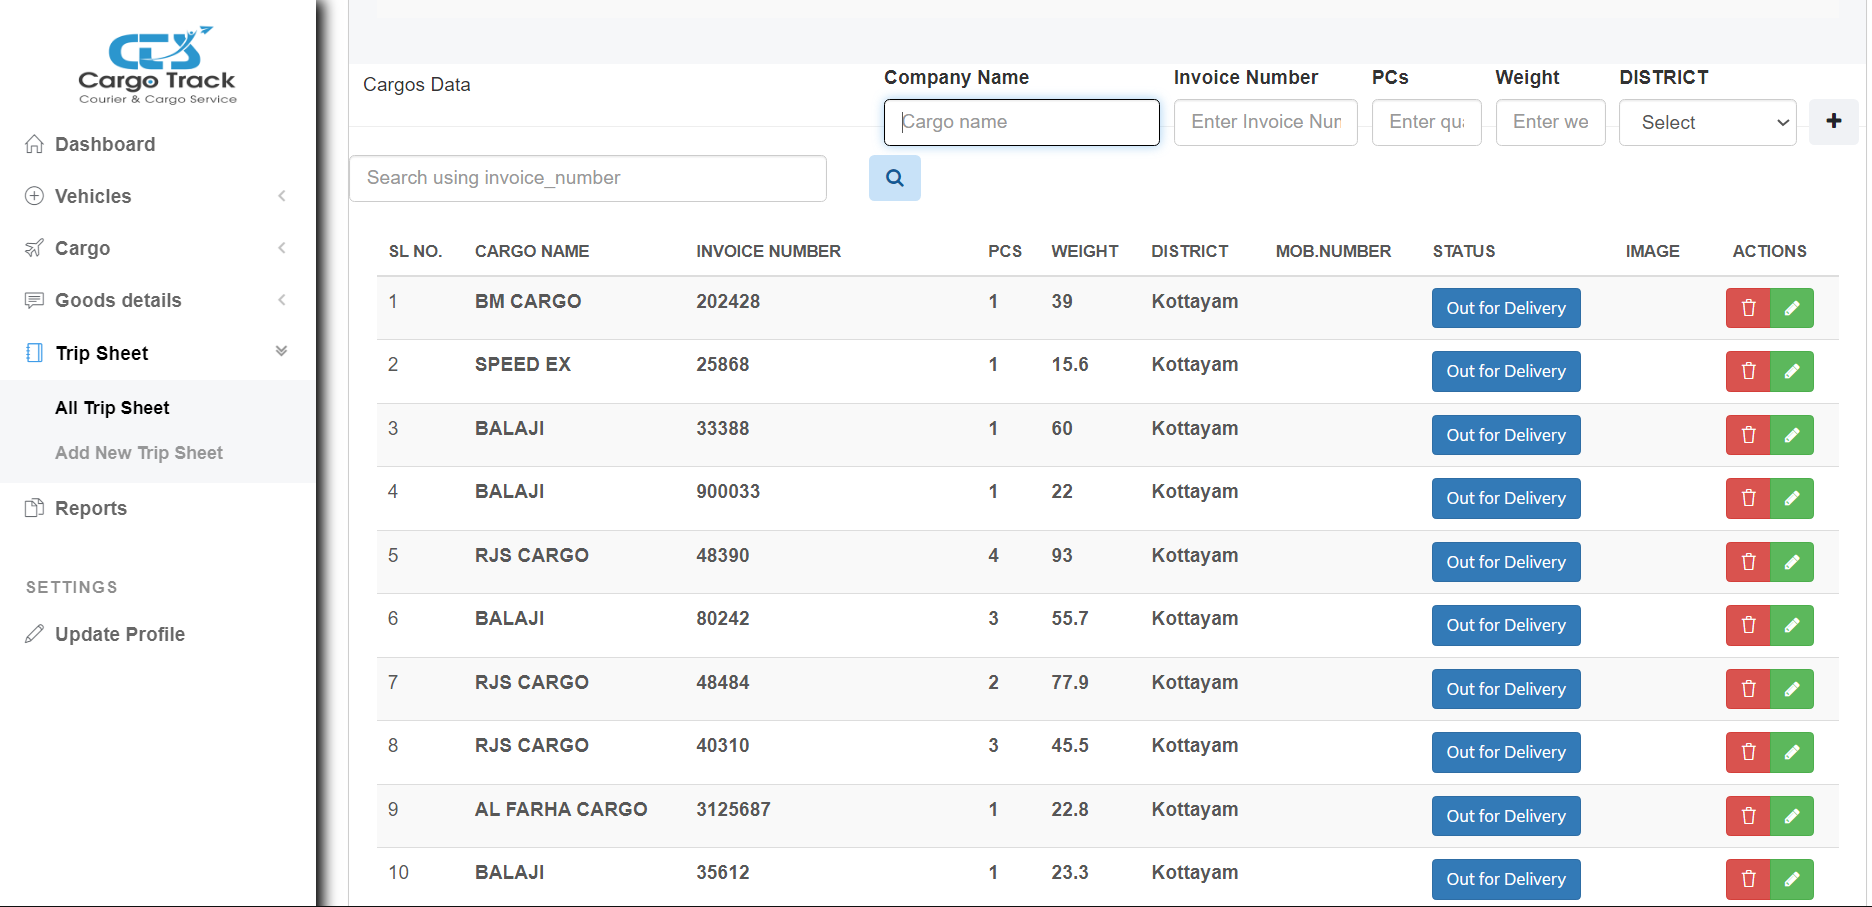 CES
Cargo Track
Courier & Cargo Service
Dashboard
Vehicles
Cargo
Goods details
Trip Sheet
All Trip Sheet
Add New Trip Sheet
Reports
SETTINGS
Update Profile
Cargos Data
Company Name Invoice Number PCs Weight DISTRICT
Cargo name Enter Invoice Nur Enter qu Enter we Select
Search using invoice_number
SL NO. CARGO NAME INVOICE NUMBER PCS WEIGHT DISTRICT MOB.NUMBER STATUS IMAGE ACTIONS
1 BM CARGO 202428 1 39 Kottayam Out for Delivery
2 SPEED EX 25868 1 15.6 Kottayam Out for Delivery
3 BALAJI 33388 1 60 Kottayam Out for Delivery
4 BALAJI 900033 1 22 Kottayam Out for Delivery
5 RJS CARGO 48390 4 93 Kottayam Out for Delivery
6 BALAJI 80242 3 55.7 Kottayam Out for Delivery
7 RJS CARGO 48484 2 77.9 Kottayam Out for Delivery
8 RJS CARGO 40310 3 45.5 Kottayam Out for Delivery
9 AL FARHA CARGO 3125687 1 22.8 Kottayam Out for Delivery
10 BALAJI 35612 1 23.3 Kottayam Out for Delivery